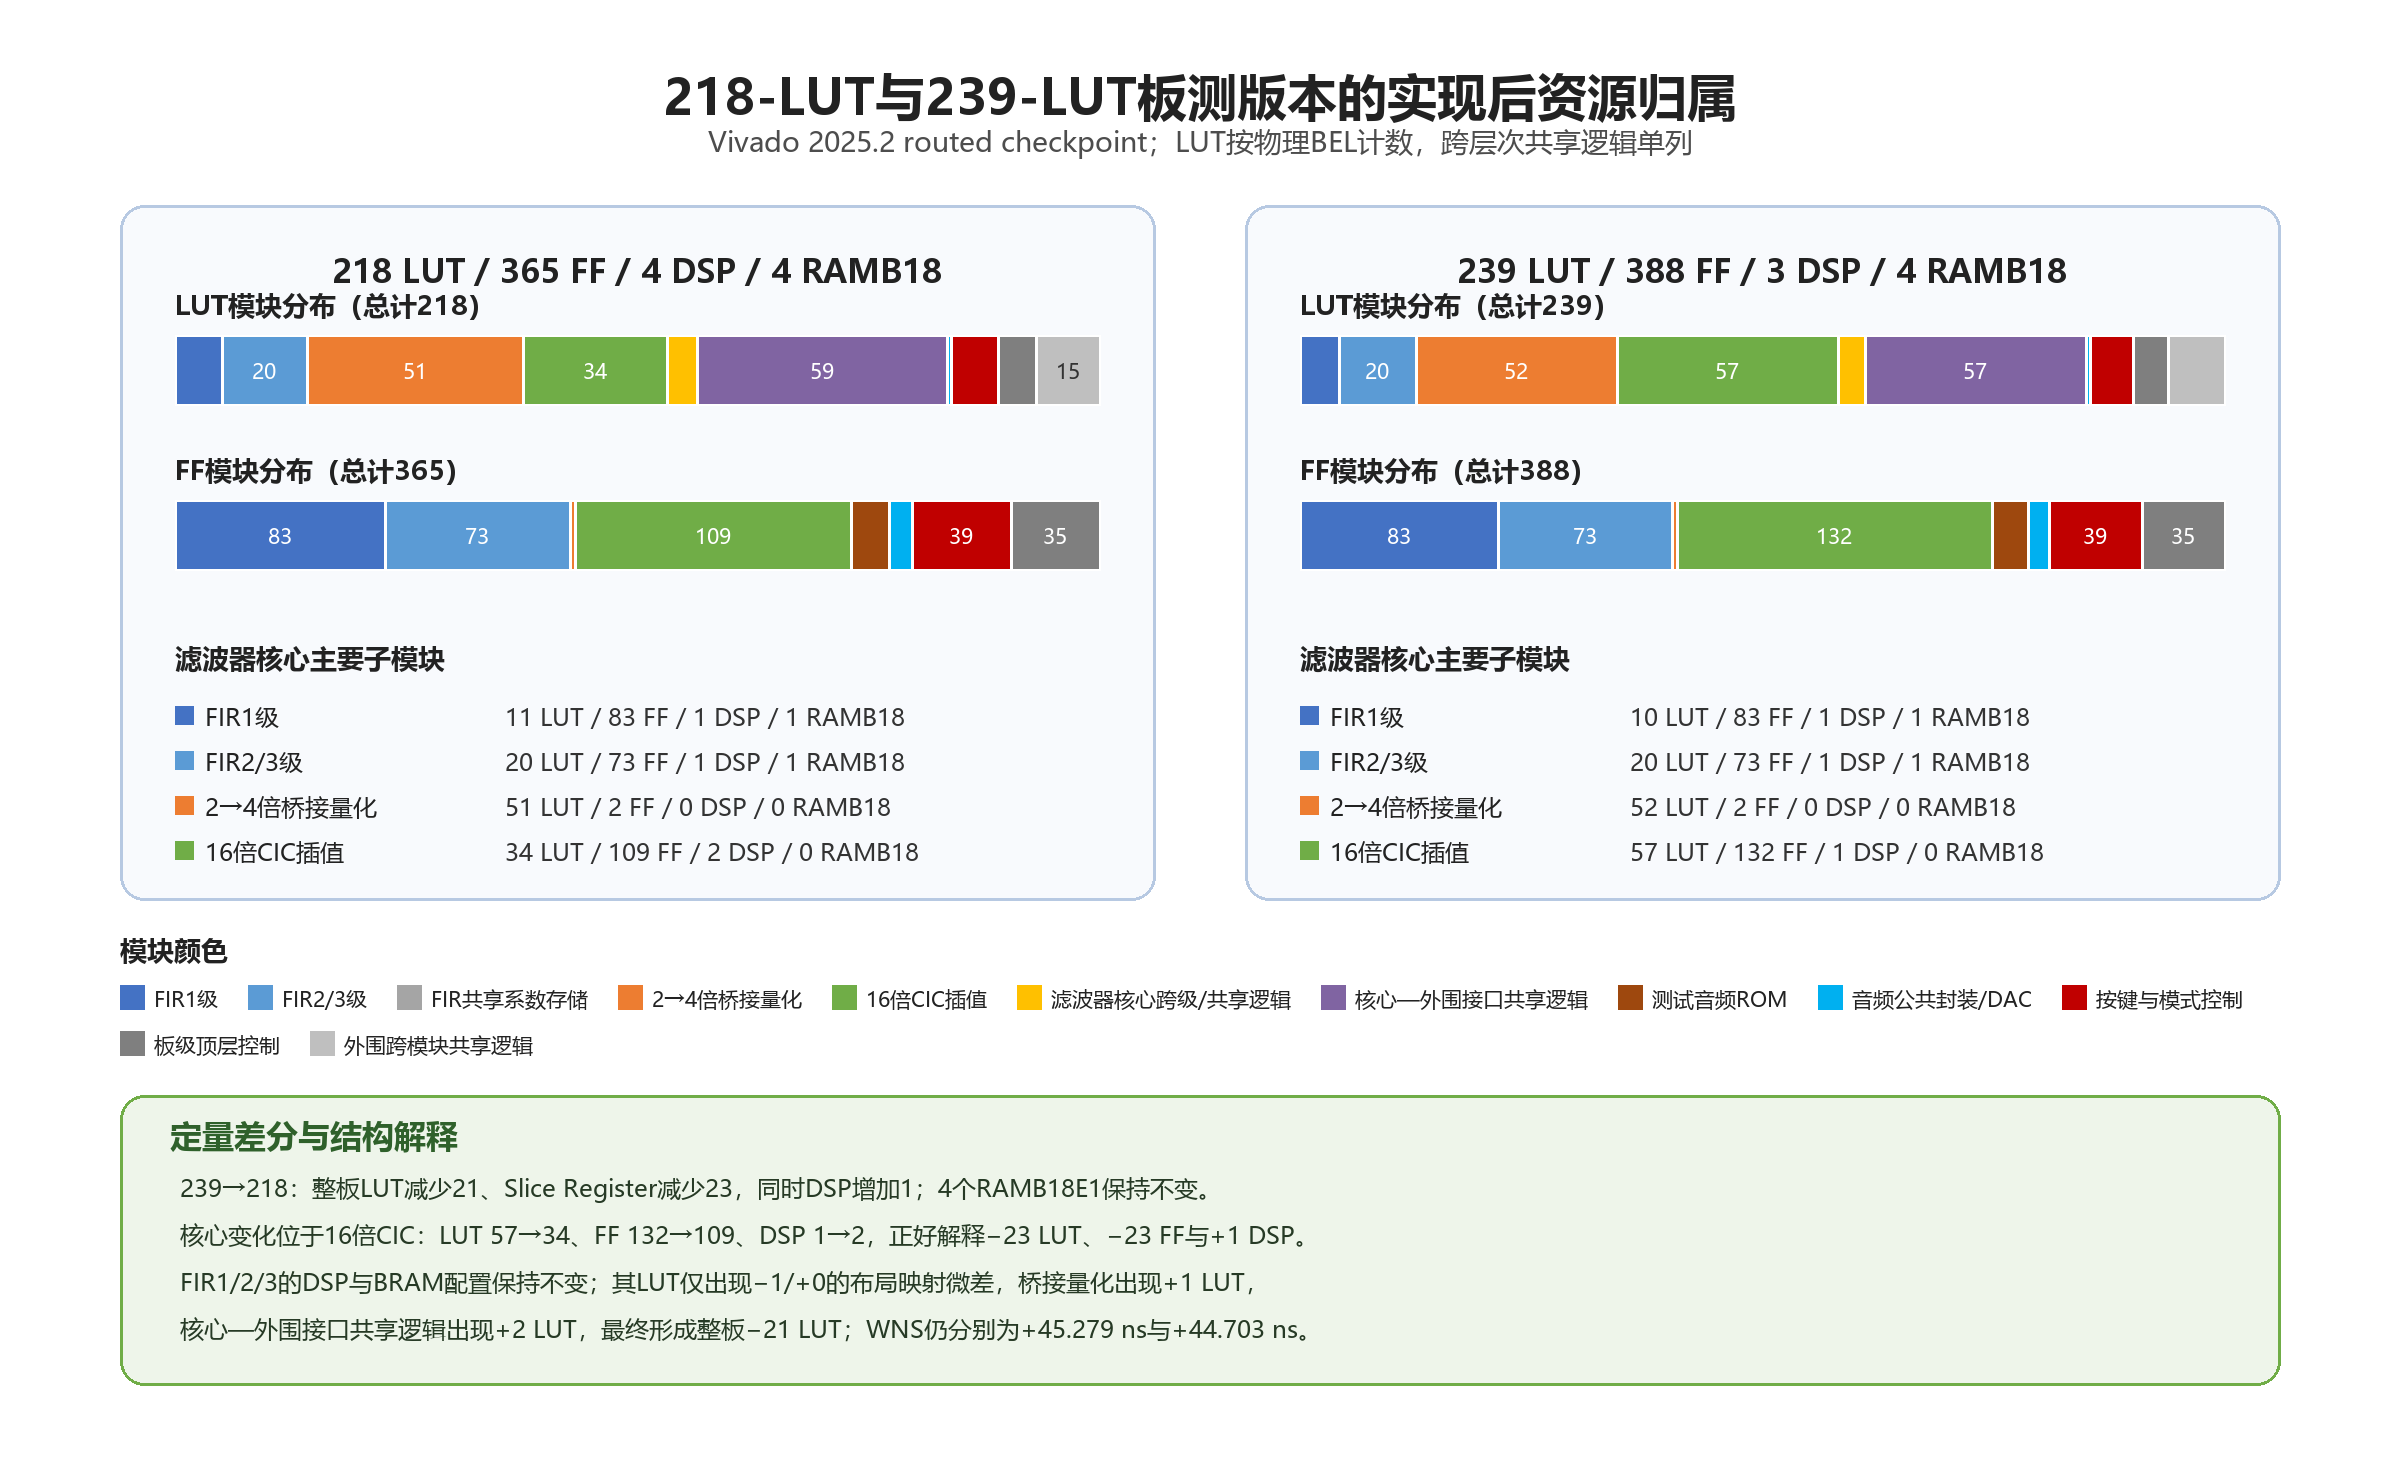 218-LUT与239-LUT板测版本的实现后资源归属
Vivado 2025.2 routed checkpoint；LUT按物理BEL计数，跨层次共享逻辑单列
218 LUT / 365 FF / 4 DSP / 4 RAMB18
LUT模块分布（总计218）
20 51 34 59 15
FF模块分布（总计365）
83 73 109 39 35
滤波器核心主要子模块
FIR1级 11 LUT / 83 FF / 1 DSP / 1 RAMB18
FIR2/3级 20 LUT / 73 FF / 1 DSP / 1 RAMB18
2→4倍桥接量化 51 LUT / 2 FF / 0 DSP / 0 RAMB18
16倍CIC插值 34 LUT / 109 FF / 2 DSP / 0 RAMB18
239 LUT / 388 FF / 3 DSP / 4 RAMB18
LUT模块分布（总计239）
20 52 57 57
FF模块分布（总计388）
83 73 132 39 35
滤波器核心主要子模块
FIR1级 10 LUT / 83 FF / 1 DSP / 1 RAMB18
FIR2/3级 20 LUT / 73 FF / 1 DSP / 1 RAMB18
2→4倍桥接量化 52 LUT / 2 FF / 0 DSP / 0 RAMB18
16倍CIC插值 57 LUT / 132 FF / 1 DSP / 0 RAMB18
模块颜色
FIR1级 FIR2/3级 FIR共享系数存储 2→4倍桥接量化 16倍CIC插值 滤波器核心跨级/共享逻辑 核心—外围接口共享逻辑 测试音频ROM 音频公共封装/DAC 按键与模式控制
板级顶层控制 外围跨模块共享逻辑
定量差分与结构解释
239→218：整板LUT减少21、Slice Register减少23，同时DSP增加1；4个RAMB18E1保持不变。
核心变化位于16倍CIC：LUT 57→34、FF 132→109、DSP 1→2，正好解释−23 LUT、−23 FF与+1 DSP。
FIR1/2/3的DSP与BRAM配置保持不变；其LUT仅出现−1/+0的布局映射微差，桥接量化出现+1 LUT，
核心—外围接口共享逻辑出现+2 LUT，最终形成整板−21 LUT；WNS仍分别为+45.279 ns与+44.703 ns。